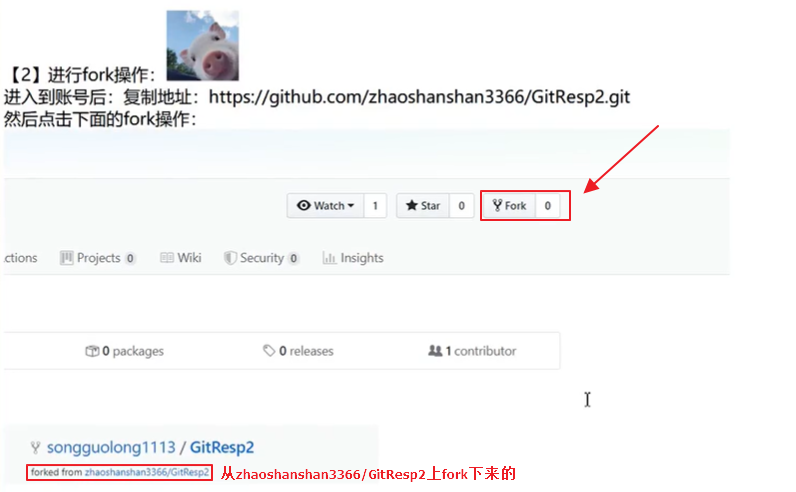 【2】进行fork操作：
进入到账号后：复制地址：https://github.com/zhaoshanshan3366/GitResp2.git
然后点击下面的fork操作：
Watch 1 Star 0 Fork 0
ctions Projects 0 Wiki Security 0 Insights
0 packages 0 releases 1 contributor
songguolong1113 / GitResp2
forked from zhaoshanshan3366/GitResp2 从zhaoshanshan3366/GitResp2上fork下来的